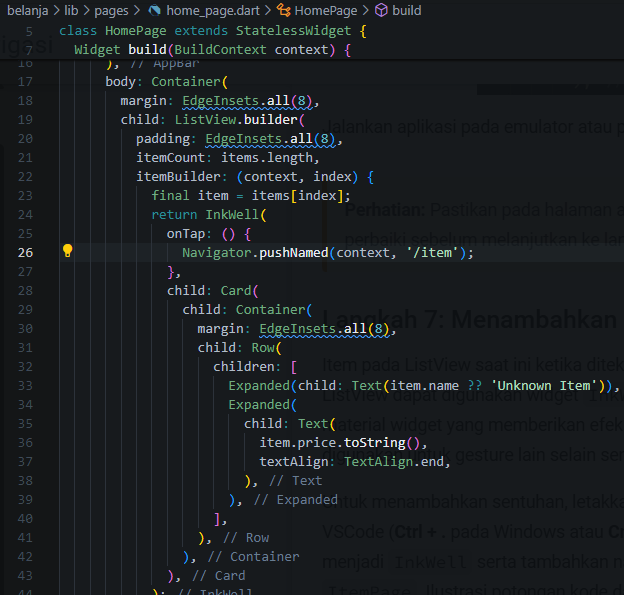 belanja > lib > pages > home_page.dart > HomePage > build
5 class HomePage extends StatelessWidget {
7 Widget build(BuildContext context) {
16 ), // AppBar
17 body: Container(
18 margin: EdgeInsets.all(8),
19 child: ListView.builder(
20 padding: EdgeInsets.all(8),
21 itemCount: items.length,
22 itemBuilder: (context, index) {
23 final item = items[index];
24 return InkWell(
25 onTap: () {
26 Navigator.pushNamed(context, '/item');
27 },
28 child: Card(
29 child: Container(
30 margin: EdgeInsets.all(8),
31 child: Row(
32 children: [
33 Expanded(child: Text(item.name ?? 'Unknown Item')),
34 Expanded(
35 child: Text(
36 item.price.toString(),
37 textAlign: TextAlign.end,
38 ), // Text
39 ), // Expanded
40 ],
41 ), // Row
42 ), // Container
43 ), // Card
44 ); // InkWell
Jalankan aplikasi pada emulator atau
Perhatian: Pastikan pada halaman
perbaiki sebelum melanjutkan ke
Langkah 7: Menambahkan
Item pada ListView saat ini ketika
ListView dapat digunakan widget
material widget yang memberikan
gesture lain selain
untuk menambahkan sentuhan,
VSCode (Ctrl + . pada Windows atau
menjadi InkWell serta tambahkan
ItemPage. Ilustrasi potongan kode